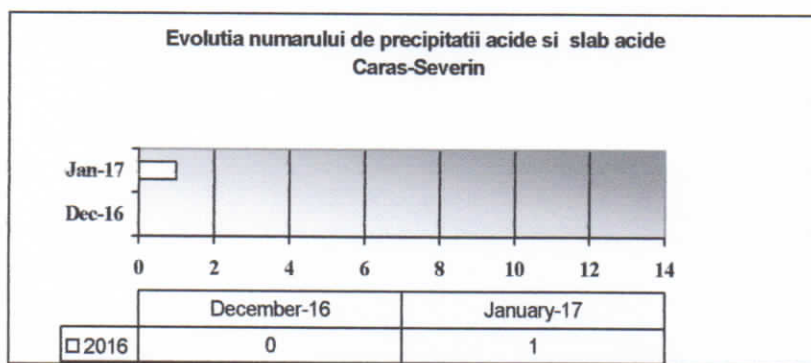 Evolutia numarului de precipitatii acide si slab acide
Caras-Severin
Jan-17
Dec-16
0 2 4 6 8 10 12 14
December-16 January-17
2016 0 1